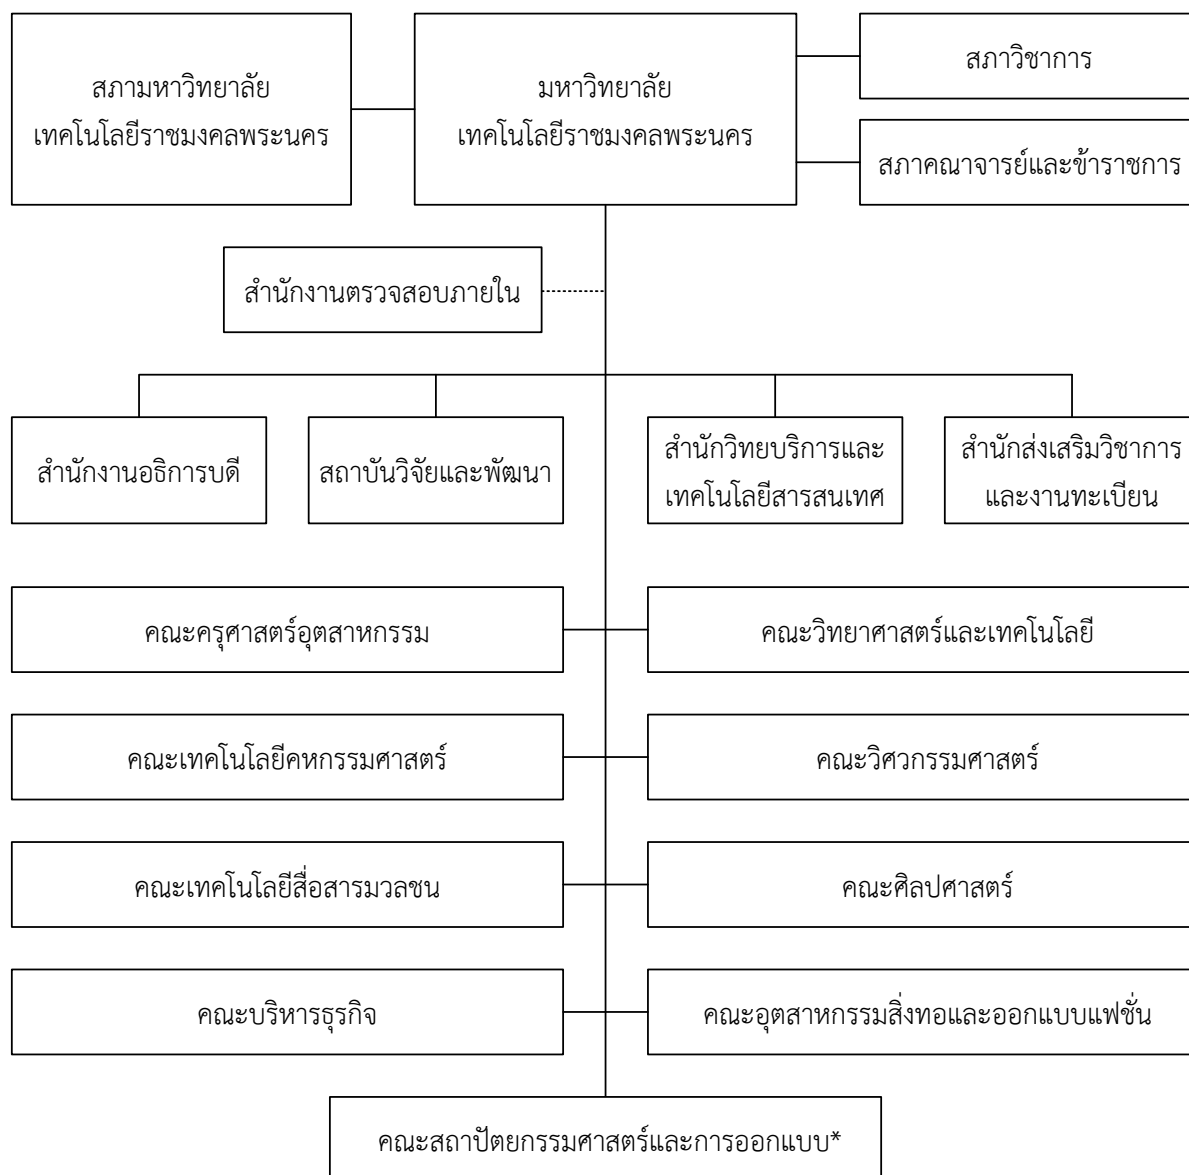 สภามหาวิทยาลัย
เทคโนโลยีราชมงคลพระนคร
มหาวิทยาลัย
เทคโนโลยีราชมงคลพระนคร
สภาวิชาการ
สภาคณาจารย์และข้าราชการ
สำนักงานตรวจสอบภายใน
สำนักงานอธิการบดี
สถาบันวิจัยและพัฒนา
สำนักวิทยบริการและ
เทคโนโลยีสารสนเทศ
สำนักส่งเสริมวิชาการ
และงานทะเบียน
คณะครุศาสตร์อุตสาหกรรม
คณะวิทยาศาสตร์และเทคโนโลยี
คณะเทคโนโลยีคหกรรมศาสตร์
คณะวิศวกรรมศาสตร์
คณะเทคโนโลยีสื่อสารมวลชน
คณะศิลปศาสตร์
คณะบริหารธุรกิจ
คณะอุตสาหกรรมสิ่งทอและออกแบบแฟชั่น
คณะสถาปัตยกรรมศาสตร์และการออกแบบ*